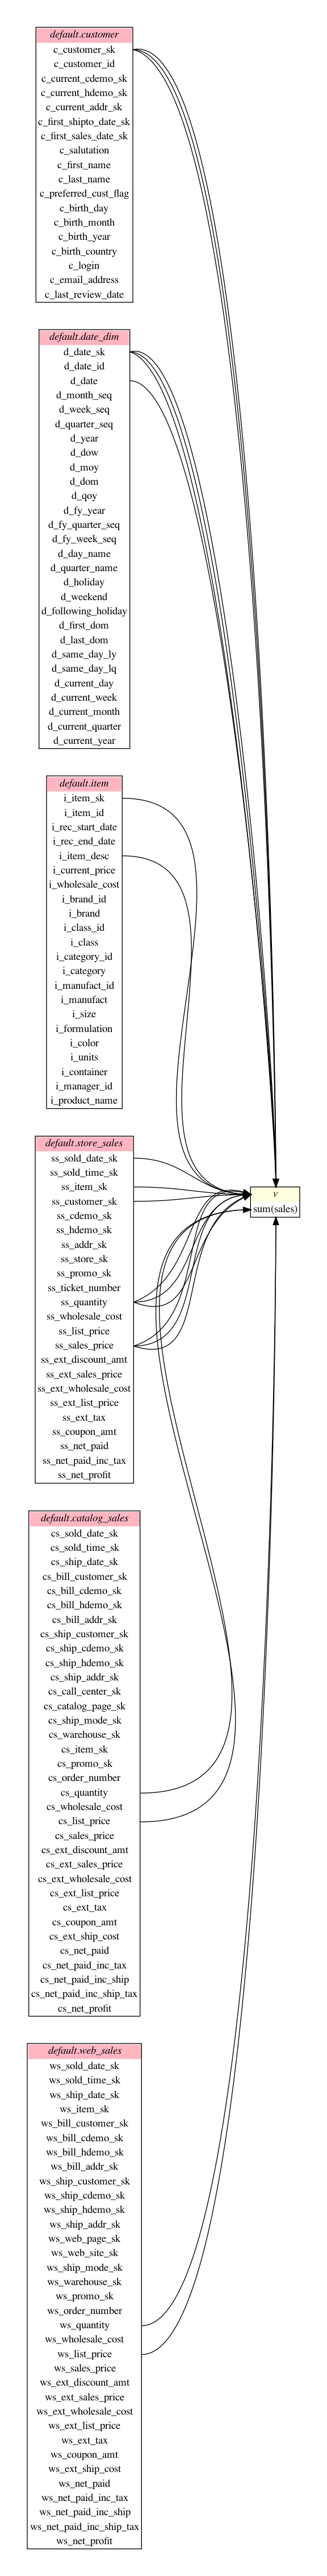 default.customer
c_customer_sk
c_customer_id
c_current_cdemo_sk
c_current_hdemo_sk
c_current_addr_sk
c_first_shipto_date_sk
c_first_sales_date_sk
c_salutation
c_first_name
c_last_name
c_preferred_cust_flag
c_birth_day
c_birth_month
c_birth_year
c_birth_country
c_login
c_email_address
c_last_review_date
default.date_dim
d_date_sk
d_date_id
d_date
d_month_seq
d_week_seq
d_quarter_seq
d_year
d_dow
d_moy
d_dom
d_qoy
d_fy_year
d_fy_quarter_seq
d_fy_week_seq
d_day_name
d_quarter_name
d_holiday
d_weekend
d_following_holiday
d_first_dom
d_last_dom
d_same_day_ly
d_same_day_lq
d_current_day
d_current_week
d_current_month
d_current_quarter
d_current_year
default.item
i_item_sk
i_item_id
i_rec_start_date
i_rec_end_date
i_item_desc
i_current_price
i_wholesale_cost
i_brand_id
i_brand
i_class_id
i_class
i_category_id
i_category
i_manufact_id
i_manufact
i_size
i_formulation
i_color
i_units
i_container
i_manager_id
i_product_name
default.store_sales
ss_sold_date_sk
ss_sold_time_sk
ss_item_sk
ss_customer_sk
ss_cdemo_sk
ss_hdemo_sk
ss_addr_sk
ss_store_sk
ss_promo_sk
ss_ticket_number
ss_quantity
ss_wholesale_cost
ss_list_price
ss_sales_price
ss_ext_discount_amt
ss_ext_sales_price
ss_ext_wholesale_cost
ss_ext_list_price
ss_ext_tax
ss_coupon_amt
ss_net_paid
ss_net_paid_inc_tax
ss_net_profit
v
sum(sales)
default.catalog_sales
cs_sold_date_sk
cs_sold_time_sk
cs_ship_date_sk
cs_bill_customer_sk
cs_bill_cdemo_sk
cs_bill_hdemo_sk
cs_bill_addr_sk
cs_ship_customer_sk
cs_ship_cdemo_sk
cs_ship_hdemo_sk
cs_ship_addr_sk
cs_call_center_sk
cs_catalog_page_sk
cs_ship_mode_sk
cs_warehouse_sk
cs_item_sk
cs_promo_sk
cs_order_number
cs_quantity
cs_wholesale_cost
cs_list_price
cs_sales_price
cs_ext_discount_amt
cs_ext_sales_price
cs_ext_wholesale_cost
cs_ext_list_price
cs_ext_tax
cs_coupon_amt
cs_ext_ship_cost
cs_net_paid
cs_net_paid_inc_tax
cs_net_paid_inc_ship
cs_net_paid_inc_ship_tax
cs_net_profit
default.web_sales
ws_sold_date_sk
ws_sold_time_sk
ws_ship_date_sk
ws_item_sk
ws_bill_customer_sk
ws_bill_cdemo_sk
ws_bill_hdemo_sk
ws_bill_addr_sk
ws_ship_customer_sk
ws_ship_cdemo_sk
ws_ship_hdemo_sk
ws_ship_addr_sk
ws_web_page_sk
ws_web_site_sk
ws_ship_mode_sk
ws_warehouse_sk
ws_promo_sk
ws_order_number
ws_quantity
ws_wholesale_cost
ws_list_price
ws_sales_price
ws_ext_discount_amt
ws_ext_sales_price
ws_ext_wholesale_cost
ws_ext_list_price
ws_ext_tax
ws_coupon_amt
ws_ext_ship_cost
ws_net_paid
ws_net_paid_inc_tax
ws_net_paid_inc_ship
ws_net_paid_inc_ship_tax
ws_net_profit